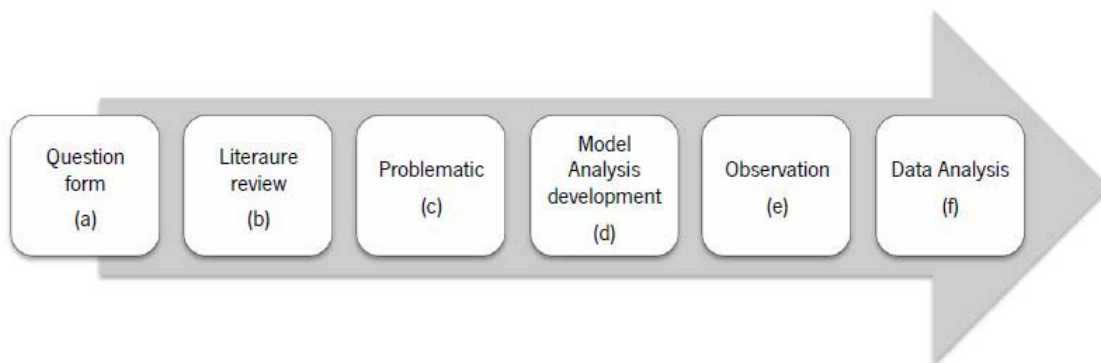 Question
form
(a)
Literaure
review
(b)
Problematic
(c)
Model
Analysis
development
(d)
Observation
(e)
Data Analysis
(f)